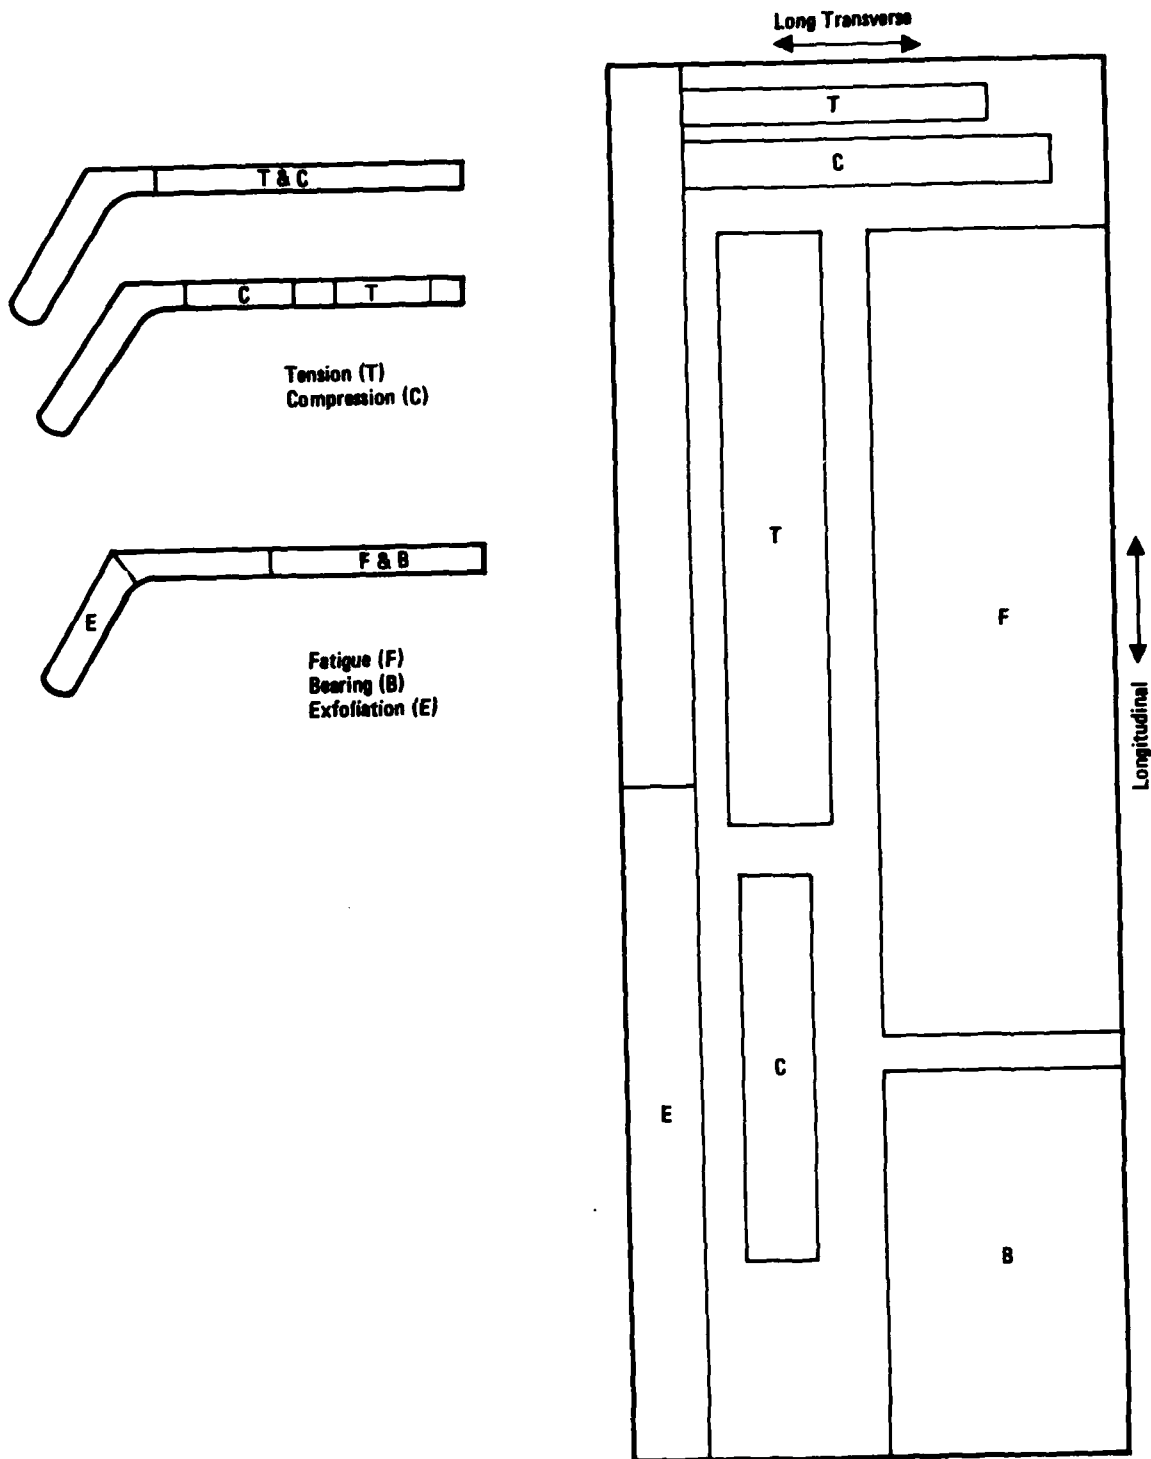 Long Transverse
T
C
T & C
C T
Tension (T)
Compression (C)
T
F & B
E
F
Fatigue (F)
Bearing (B)
Exfoliation (E)
Longitudinal
C
E
B